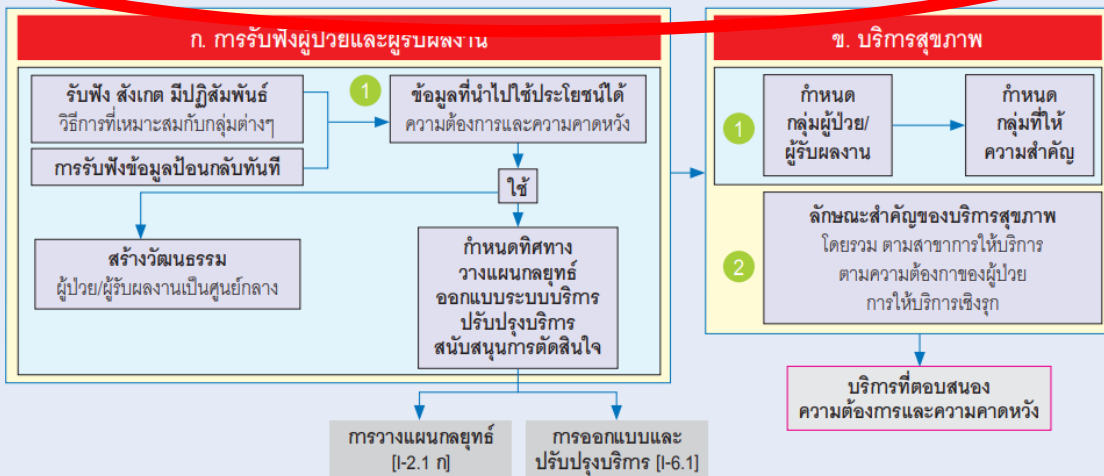 ก. การรับฟังผู้ป่วยและผู้รับผลงาน
รับฟัง สังเกต มีปฏิสัมพันธ์
วิธีการที่เหมาะสมกับกลุ่มต่างๆ
การรับฟังข้อมูลป้อนกลับทันที
1
ข้อมูลที่นำไปใช้ประโยชน์ได้
ความต้องการและความคาดหวัง
ใช้
สร้างวัฒนธรรม
ผู้ป่วย/ผู้รับผลงานเป็นศูนย์กลาง
กำหนดทิศทาง
วางแผนกลยุทธ์
ออกแบบระบบบริการ
ปรับปรุงบริการ
สนับสนุนการตัดสินใจ
การวางแผนกลยุทธ์
[I-2.1 ก]
การออกแบบและ
ปรับปรุงบริการ [I-6.1]
ข. บริการสุขภาพ
1
กำหนด
กลุ่มผู้ป่วย/
ผู้รับผลงาน
กำหนด
กลุ่มที่ให้
ความสำคัญ
2
ลักษณะสำคัญของบริการสุขภาพ
โดยรวม ตามสาขาการให้บริการ
ตามความต้องกาของผู้ป่วย
การให้บริการเชิงรุก
บริการที่ตอบสนอง
ความต้องการและความคาดหวัง